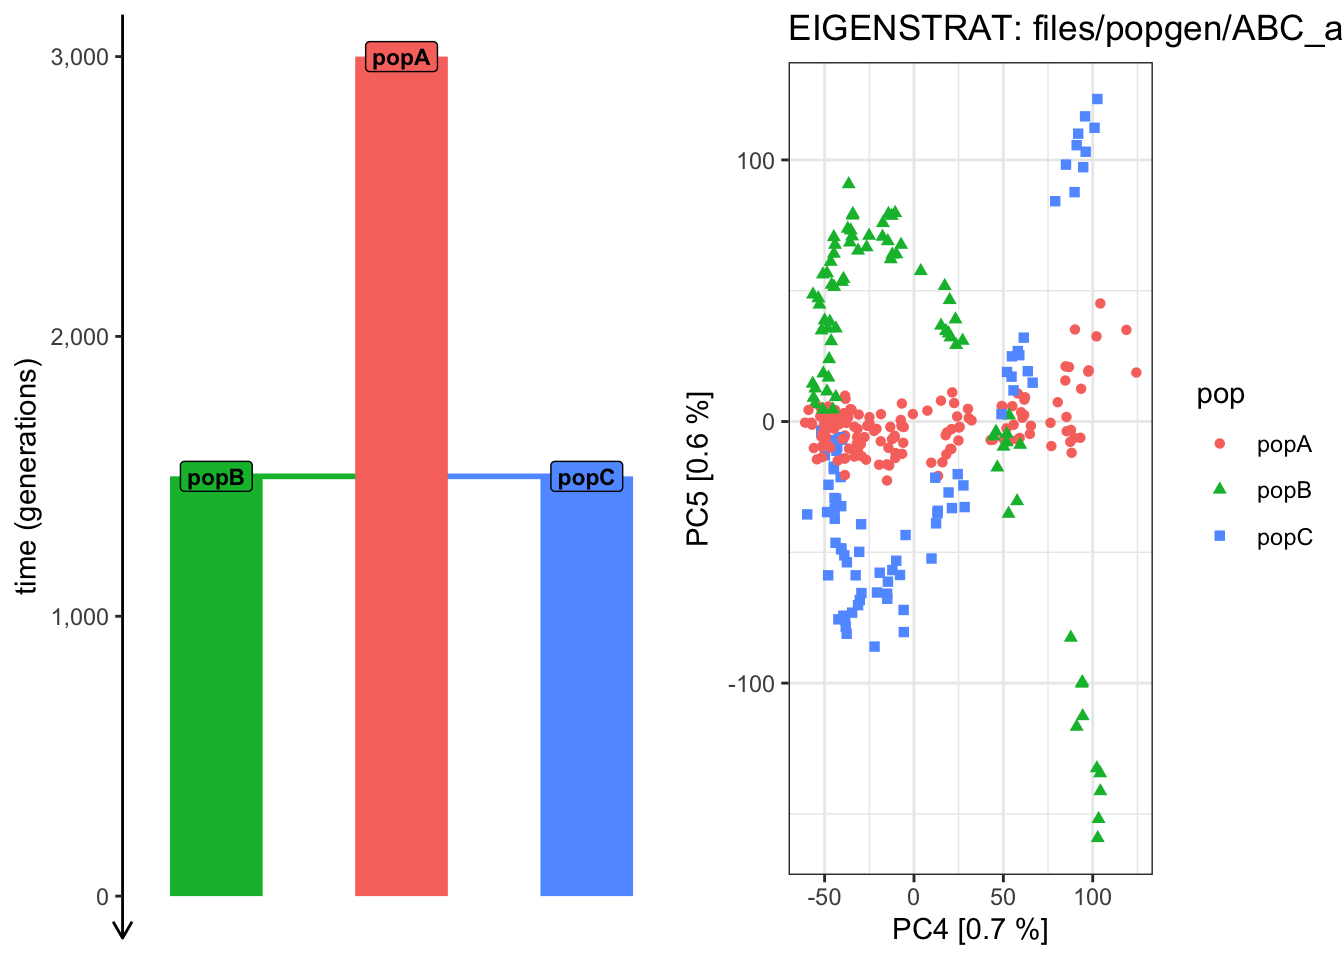 time (generations)
3,000
2,000
1,000
0
popA
popB
popC
EIGENSTRAT: files/popgen/ABC_a
PC5 [0.6 %]
100
0
-100
-50 0 50 100
PC4 [0.7 %]
pop
popA
popB
popC